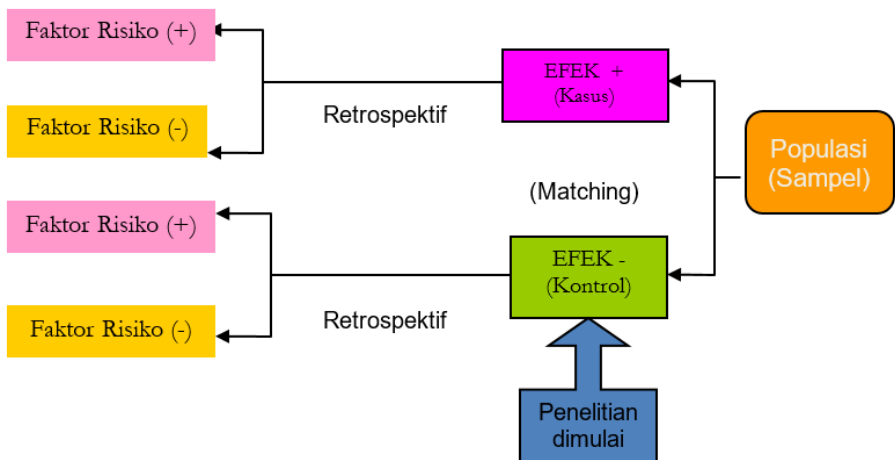 Faktor Risiko (+)
EFEK +
(Kasus)
Retrospektif
Faktor Risiko (-)
Populasi
(Sampel)
(Matching)
Faktor Risiko (+)
EFEK -
(Kontrol)
Retrospektif
Faktor Risiko (-)
Penelitian
dimulai